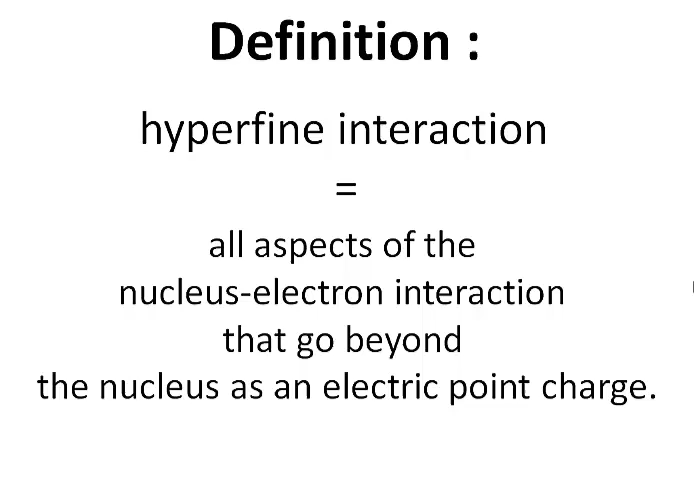 Definition :
hyperfine interaction
=
all aspects of the
nucleus-electron interaction
that go beyond
the nucleus as an electric point charge.